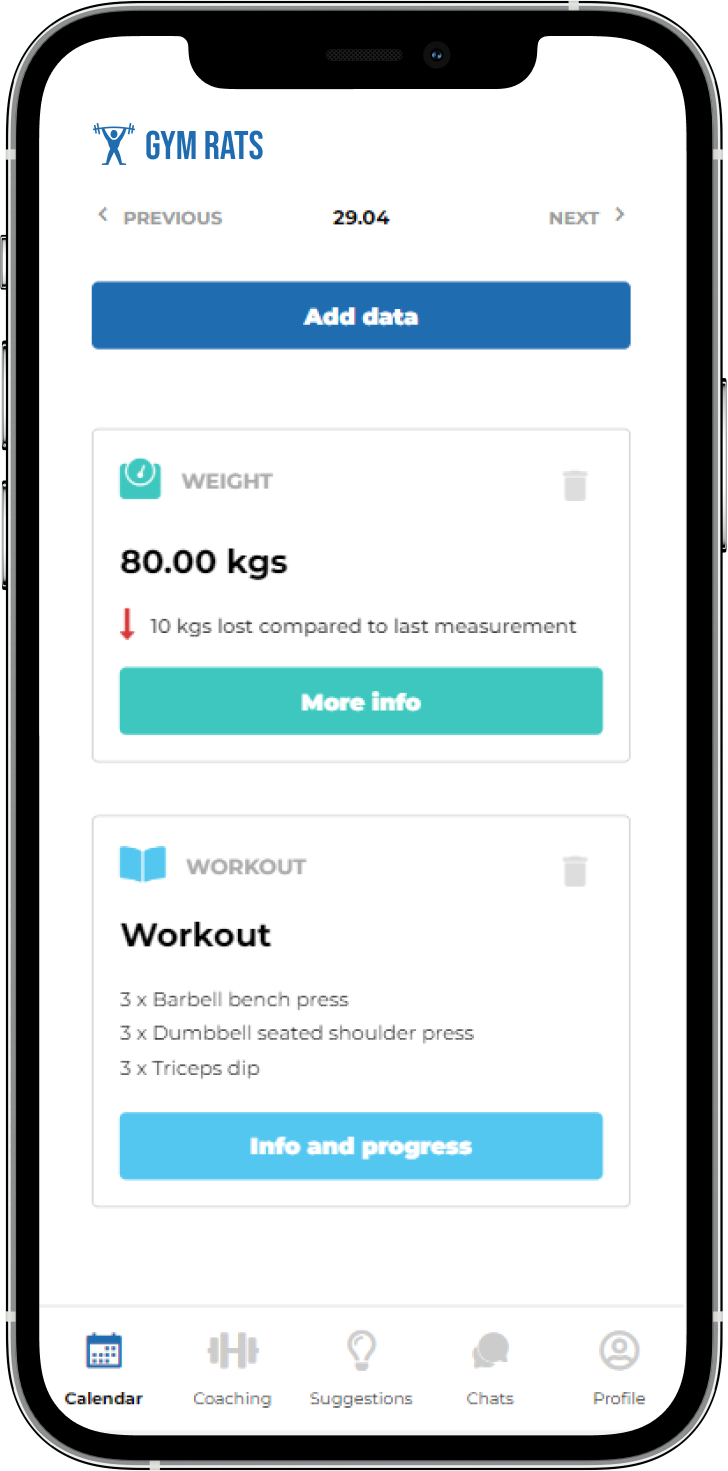 GYM RATS
PREVIOUS 29.04 NEXT
Add data
WEIGHT
80.00 kgs
10 kgs lost compared to last measurement
More info
WORKOUT
Workout
3 x Barbell bench press
3 x Dumbbell seated shoulder press
3 x Triceps dip
Info and progress
Calendar Coaching Suggestions Chats Profile